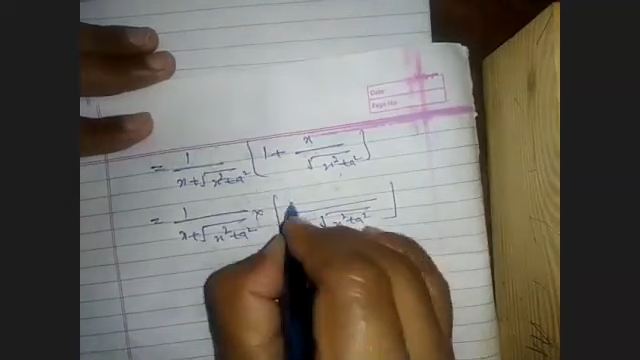 Date
Page No
= 1/(x+√(x²+a²)) [1 + x/√(x²+a²)]
= 1/(x+√(x²+a²)) × [ /√(x²+a²)]